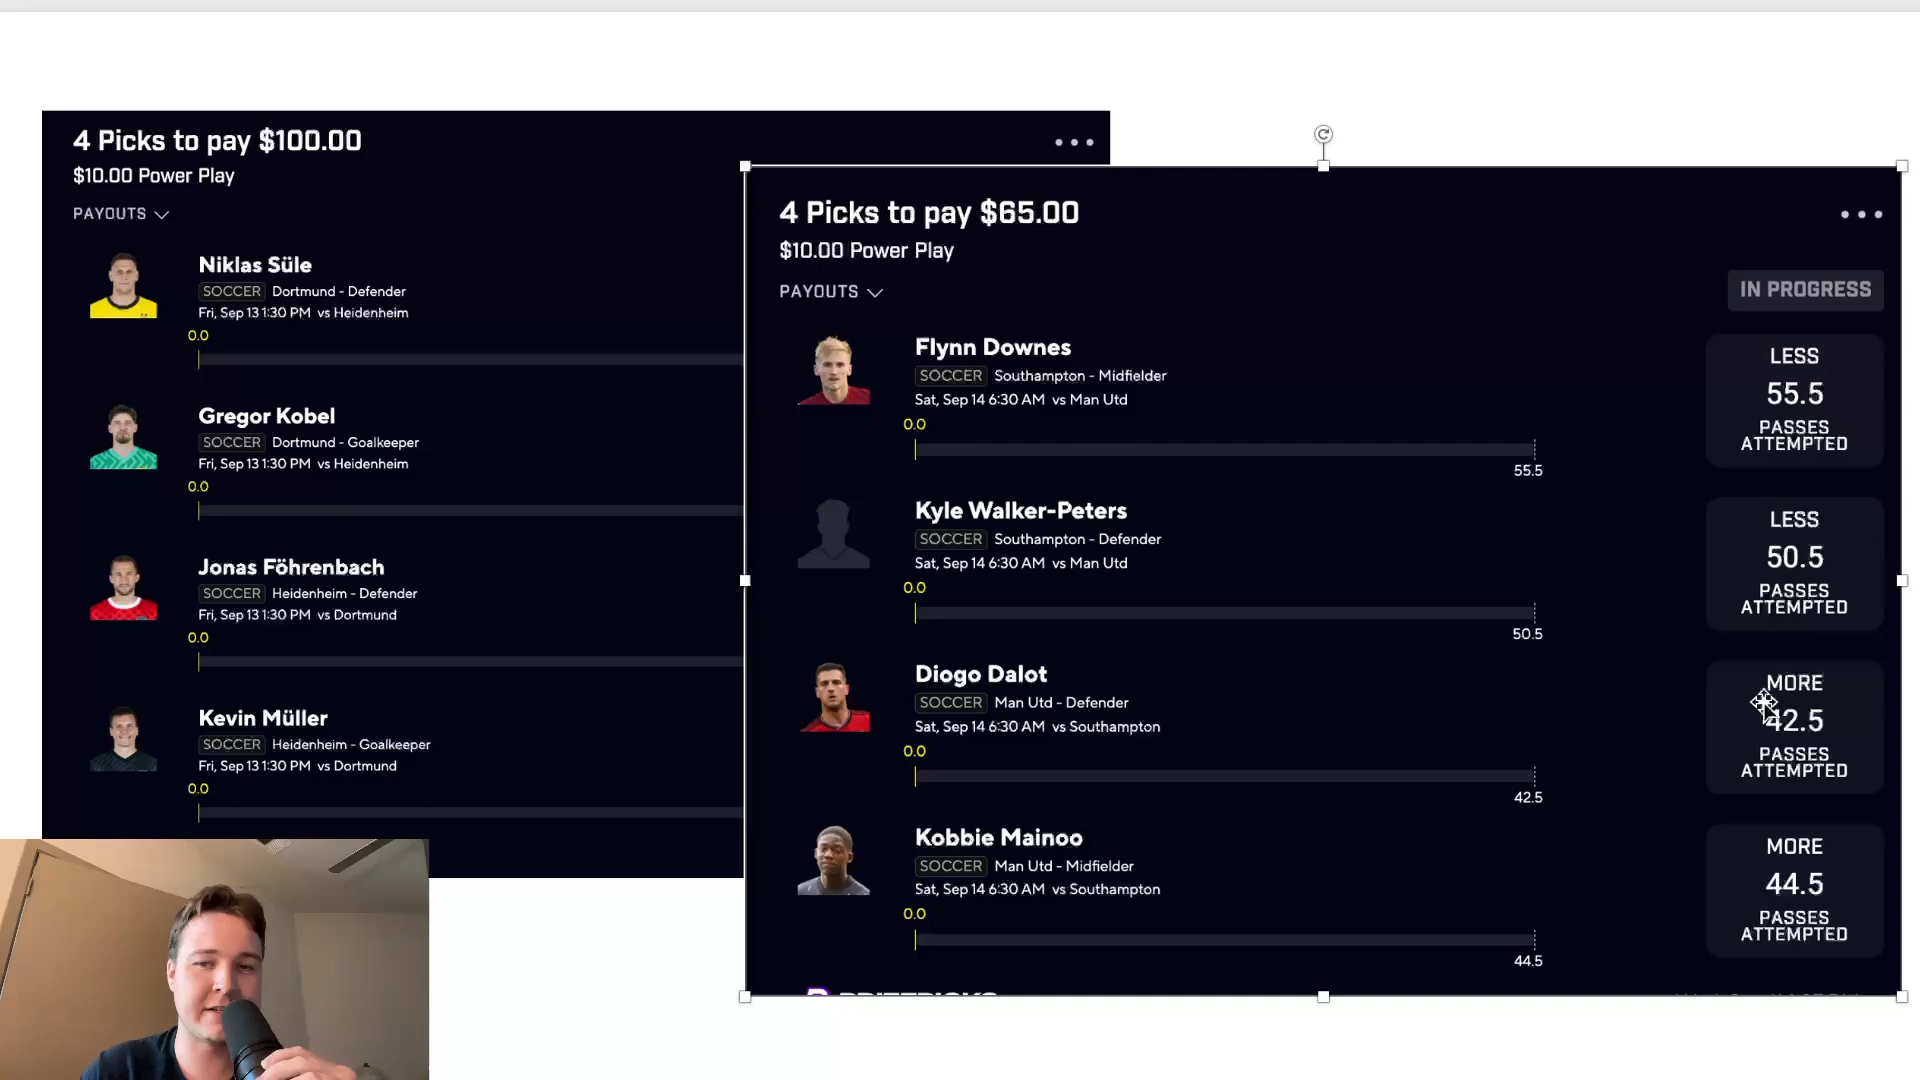 4 Picks to pay $100.00
$10.00 Power Play
PAYOUTS
Niklas Süle
SOCCER Dortmund - Defender
Fri, Sep 13 1:30 PM vs Heidenheim
0.0
Gregor Kobel
SOCCER Dortmund - Goalkeeper
Fri, Sep 13 1:30 PM vs Heidenheim
0.0
Jonas Föhrenbach
SOCCER Heidenheim - Defender
Fri, Sep 13 1:30 PM vs Dortmund
0.0
Kevin Müller
SOCCER Heidenheim - Goalkeeper
Fri, Sep 13 1:30 PM vs Dortmund
0.0
4 Picks to pay $65.00
$10.00 Power Play
PAYOUTS
IN PROGRESS
Flynn Downes
SOCCER Southampton - Midfielder
Sat, Sep 14 6:30 AM vs Man Utd
0.0
55.5
LESS
55.5
PASSES
ATTEMPTED
Kyle Walker-Peters
SOCCER Southampton - Defender
Sat, Sep 14 6:30 AM vs Man Utd
0.0
50.5
LESS
50.5
PASSES
ATTEMPTED
Diogo Dalot
SOCCER Man Utd - Defender
Sat, Sep 14 6:30 AM vs Southampton
0.0
42.5
MORE
42.5
PASSES
ATTEMPTED
Kobbie Mainoo
SOCCER Man Utd - Midfielder
Sat, Sep 14 6:30 AM vs Southampton
0.0
44.5
MORE
44.5
PASSES
ATTEMPTED